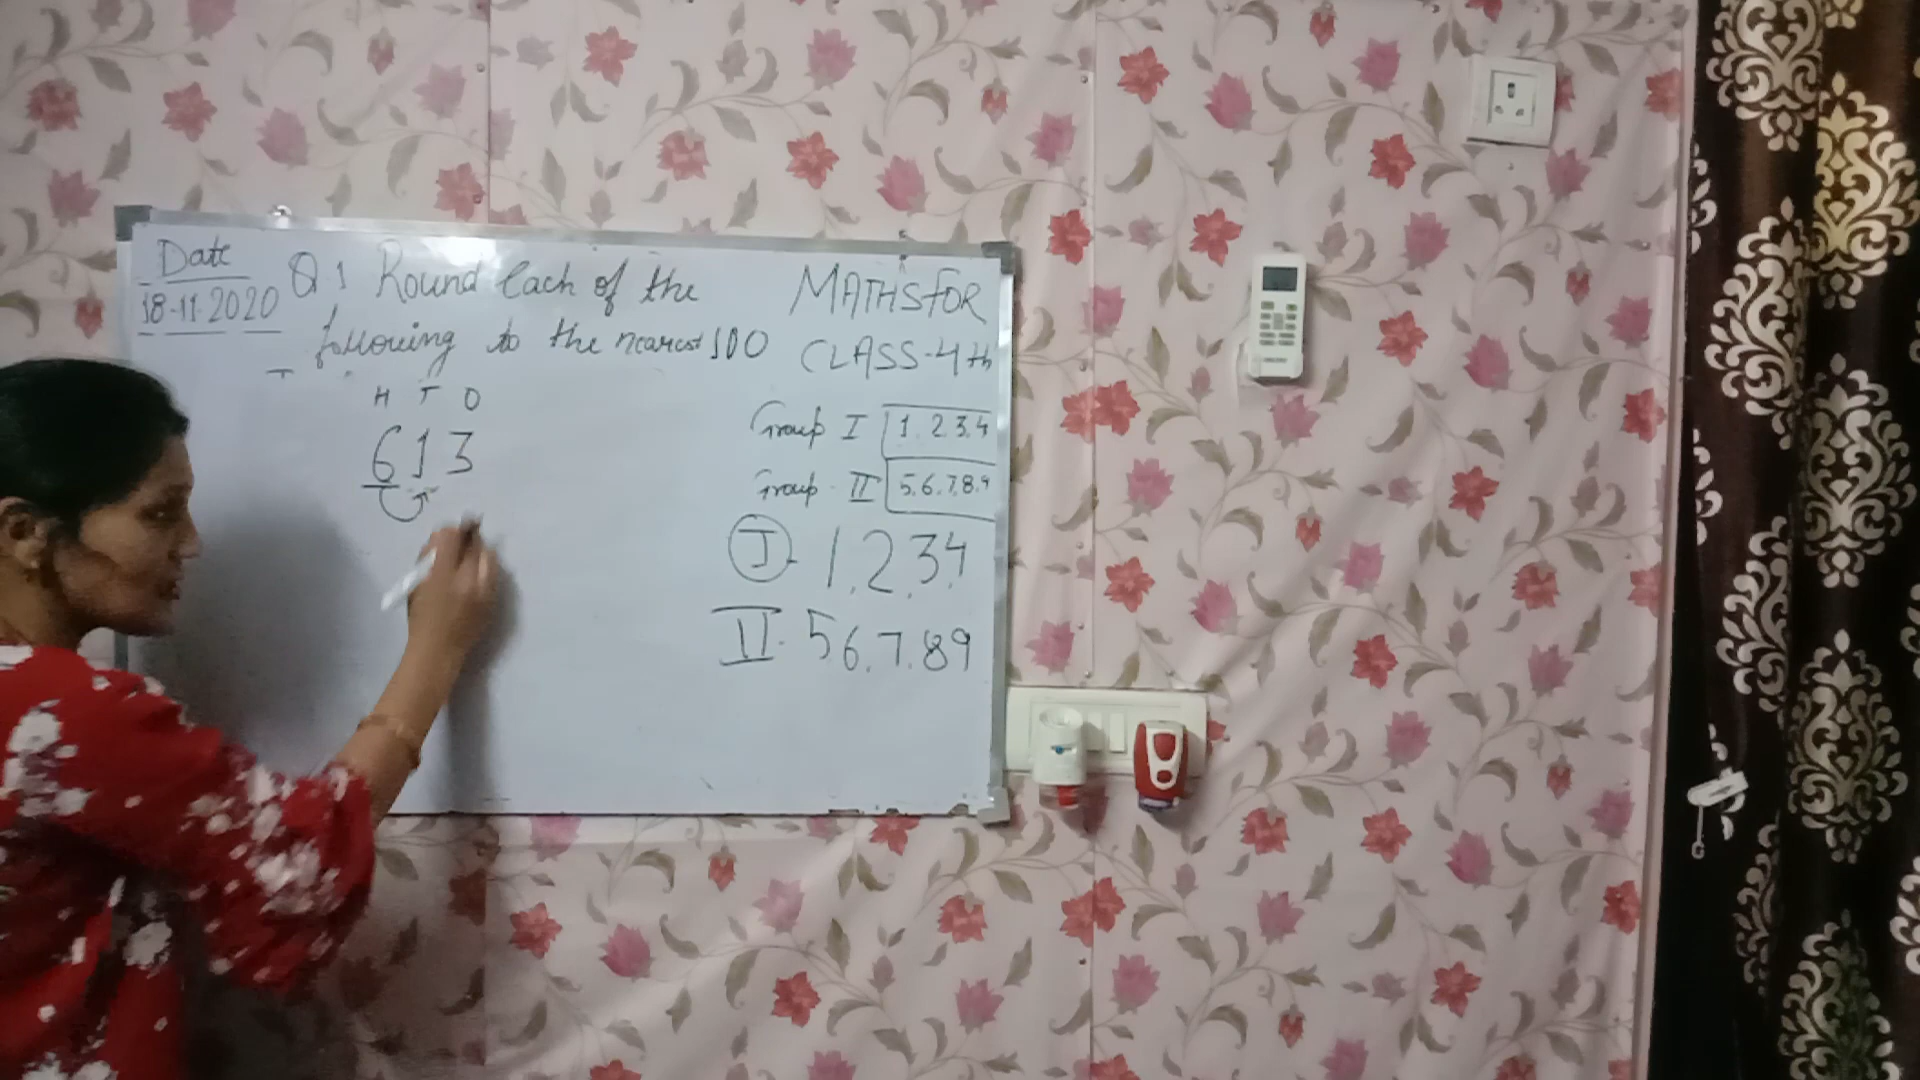 Date
18-11-2020
Q 1 Round each of the
following to the nearest 100
H T O
613
MATHS FOR
CLASS-4th
Group I 1, 2, 3, 4
Group - II 5, 6, 7, 8, 9
I - 1, 2, 3, 4
II - 5, 6, 7, 8 9